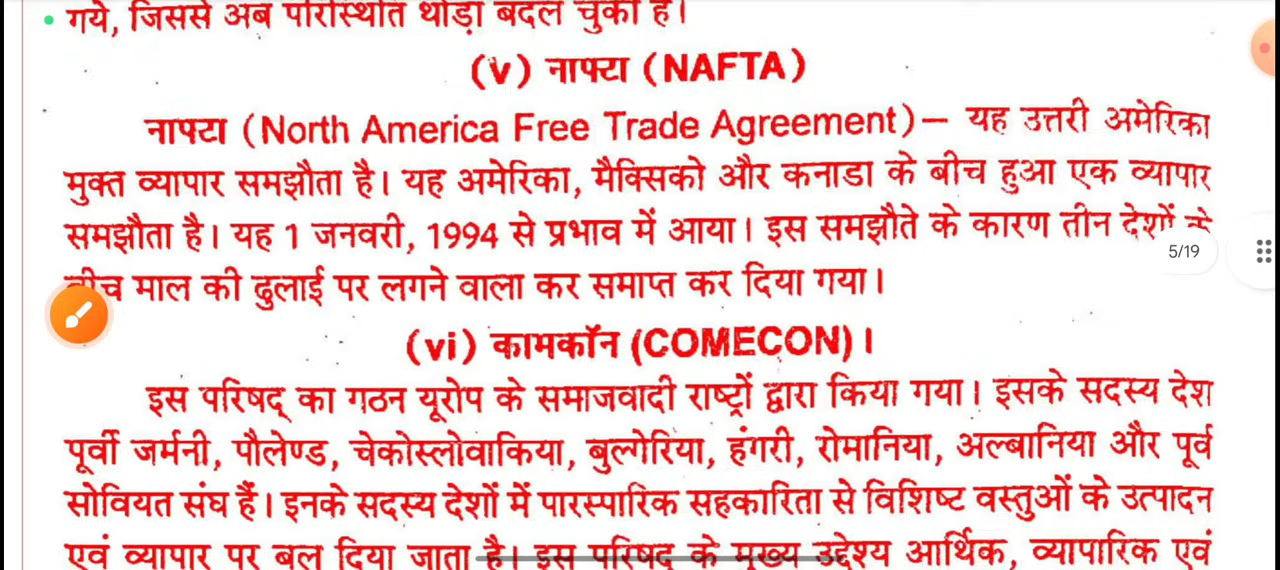 गये, जिससे अब परिस्थिति थोड़ा बदल चुकी है।
(v) नाफ्टा (NAFTA)
नाफ्टा (North America Free Trade Agreement)— यह उत्तरी अमेरिका
मुक्त व्यापार समझौता है। यह अमेरिका, मैक्सिको और कनाडा के बीच हुआ एक व्यापार
समझौता है। यह 1 जनवरी, 1994 से प्रभाव में आया। इस समझौते के कारण तीन देशों के
5/19
बीच माल की ढुलाई पर लगने वाला कर समाप्त कर दिया गया।
(vi) कामकॉन (COMECON)।
इस परिषद् का गठन यूरोप के समाजवादी राष्ट्रों द्वारा किया गया। इसके सदस्य देश
पूर्वी जर्मनी, पौलेण्ड, चेकोस्लोवाकिया, बुल्गेरिया, हंगरी, रोमानिया, अल्बानिया और पूर्व
सोवियत संघ हैं। इनके सदस्य देशों में पारस्पारिक सहकारिता से विशिष्ट वस्तुओं के उत्पादन
एवं व्यापार पर बल दिया जाता है। इस परिषद के मुख्य उद्देश्य आर्थिक, व्यापारिक एवं